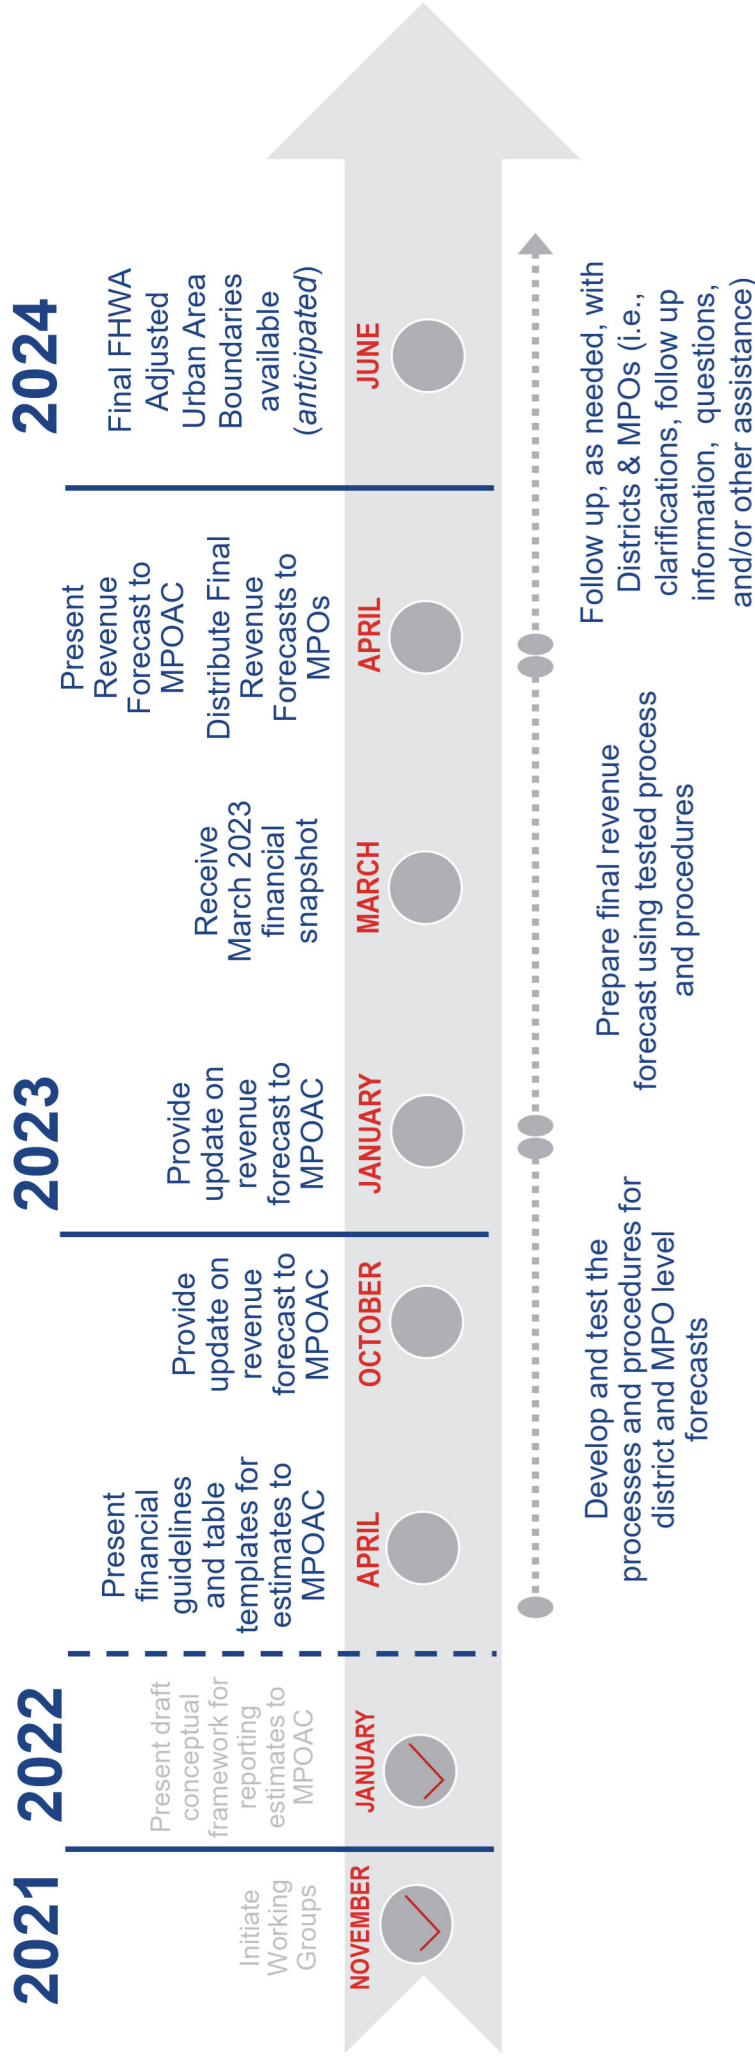 2021
2022
2023
2024
Initiate
Working
Groups
NOVEMBER
Present draft
conceptual
framework for
reporting
estimates to
MPOAC
JANUARY
Present
financial
guidelines
and table
templates for
estimates to
MPOAC
APRIL
Provide
update on
revenue
forecast to
MPOAC
OCTOBER
Provide
update on
revenue
forecast to
MPOAC
JANUARY
Receive
March 2023
financial
snapshot
MARCH
Present
Revenue
Forecast to
MPOAC
Distribute Final
Revenue
Forecasts to
MPOs
APRIL
Final FHWA
Adjusted
Urban Area
Boundaries
available
(anticipated)
JUNE
Develop and test the
processes and procedures for
district and MPO level
forecasts
Prepare final revenue
forecast using tested process
and procedures
Follow up, as needed, with
Districts & MPOs (i.e.,
clarifications, follow up
information, questions,
and/or other assistance)